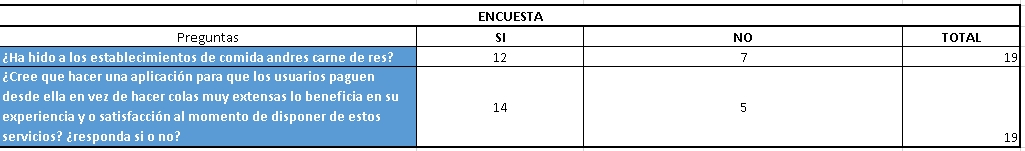 ENCUESTA
Preguntas SI NO TOTAL
¿Ha hido a los establecimientos de comida andres carne de res? 12 7 19
¿Cree que hacer una aplicación para que los usuarios paguen
desde ella en vez de hacer colas muy extensas lo beneficia en su
experiencia y o satisfacción al momento de disponer de estos
servicios? ¿responda si o no? 14 5 19